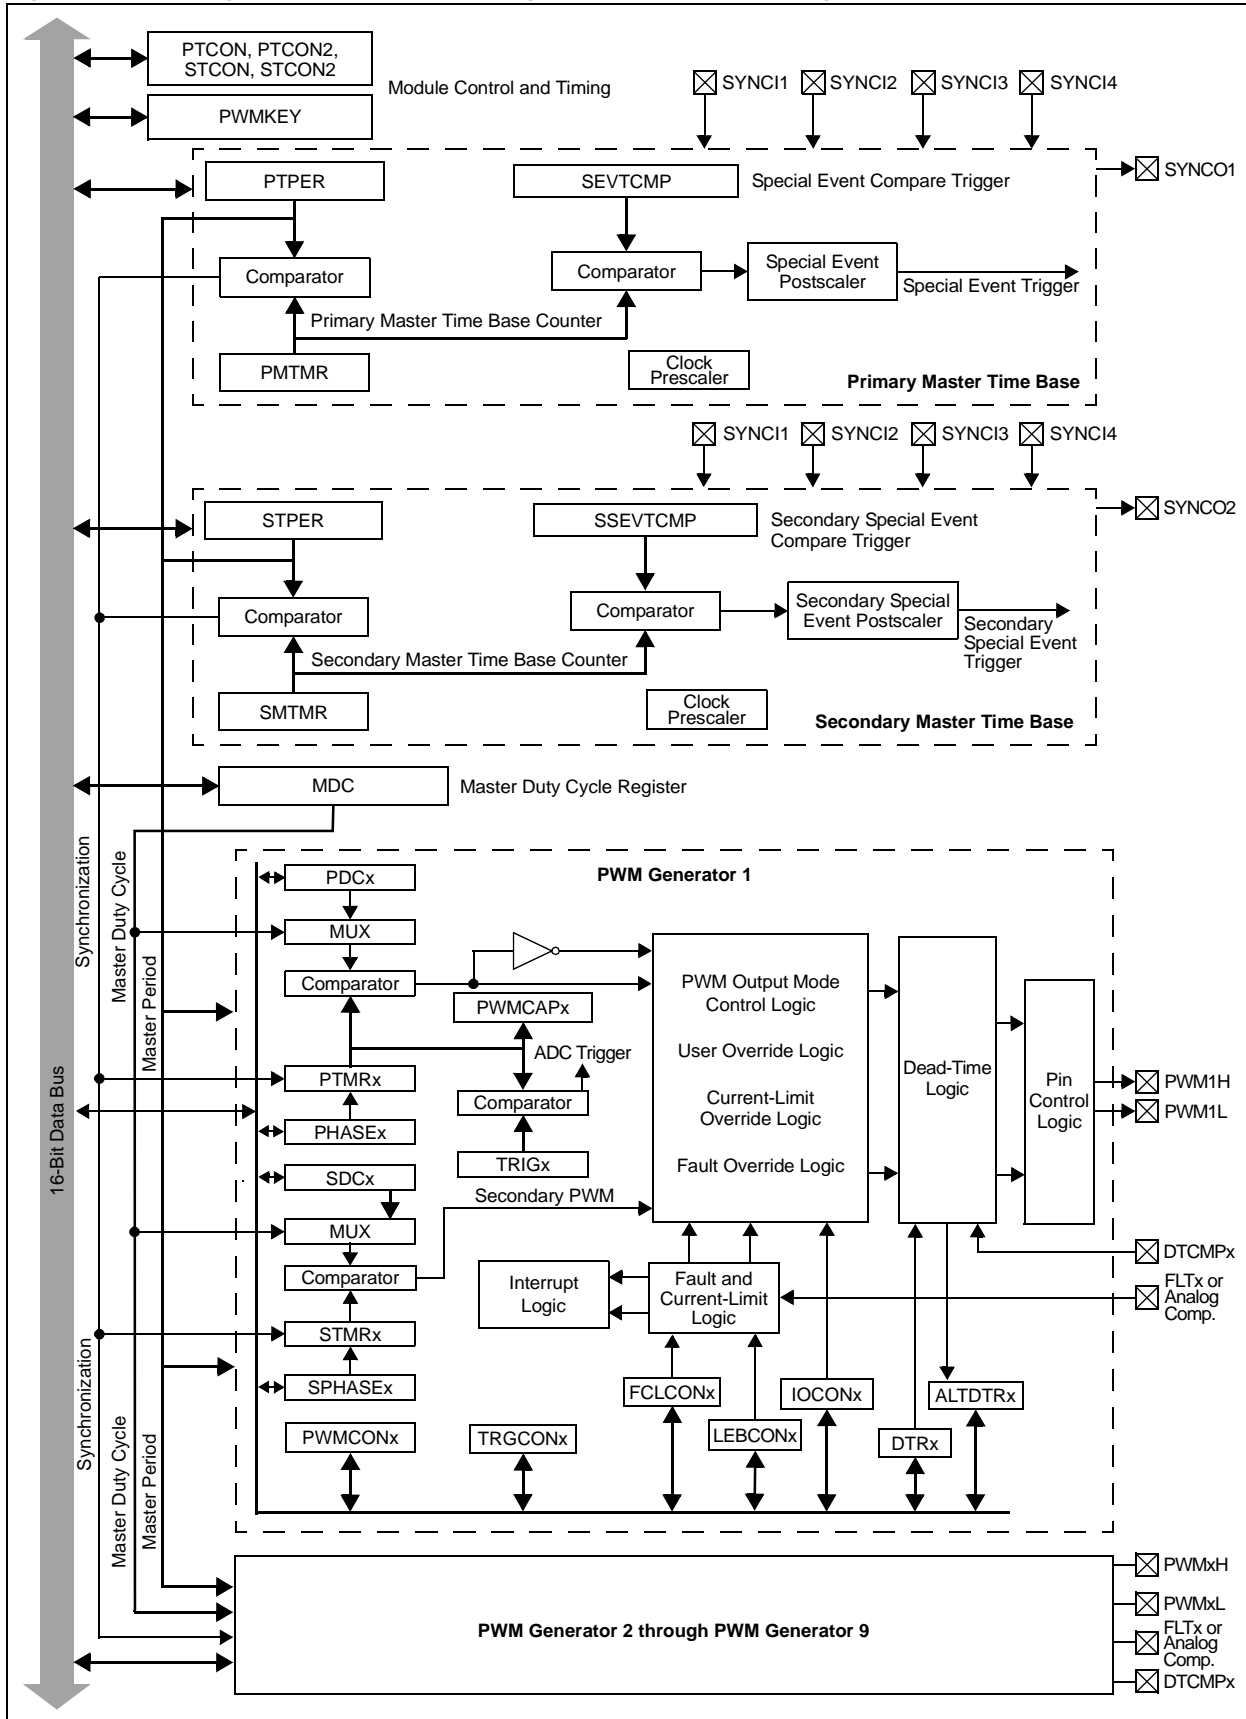 PTCON, PTCON2,
STCON, STCON2
Module Control and Timing
PWMKEY
SYNCI1
SYNCI2
SYNCI3
SYNCI4
PTPER
SEVTCMP
Special Event Compare Trigger
SYNCO1
Comparator
Comparator
Special Event
Postscaler
Special Event Trigger
Primary Master Time Base Counter
PMTMR
Clock
Prescaler
Primary Master Time Base
SYNCI1
SYNCI2
SYNCI3
SYNCI4
STPER
SSEVTCMP
Secondary Special Event
Compare Trigger
SYNCO2
Comparator
Comparator
Secondary Special
Event Postscaler
Secondary
Special Event
Trigger
Secondary Master Time Base Counter
SMTMR
Clock
Prescaler
Secondary Master Time Base
MDC
Master Duty Cycle Register
16-Bit Data Bus
Synchronization
Master Duty Cycle
Master Period
PWM Generator 1
PDCx
MUX
Comparator
PWMCAPx
ADC Trigger
PTMRx
Comparator
PHASEx
TRIGx
SDCx
Secondary PWM
MUX
Comparator
STMRx
SPHASEx
PWMCONx
TRGCONx
PWM Output Mode
Control Logic
User Override Logic
Current-Limit
Override Logic
Fault Override Logic
Dead-Time
Logic
Pin
Control
Logic
PWM1H
PWM1L
Interrupt
Logic
Fault and
Current-Limit
Logic
DTCMPx
FLTx or
Analog
Comp.
FCLCONx
LEBCONx
IOCONx
DTRx
ALTDTRx
Synchronization
Master Duty Cycle
Master Period
PWM Generator 2 through PWM Generator 9
PWMxH
PWMxL
FLTx or
Analog
Comp.
DTCMPx